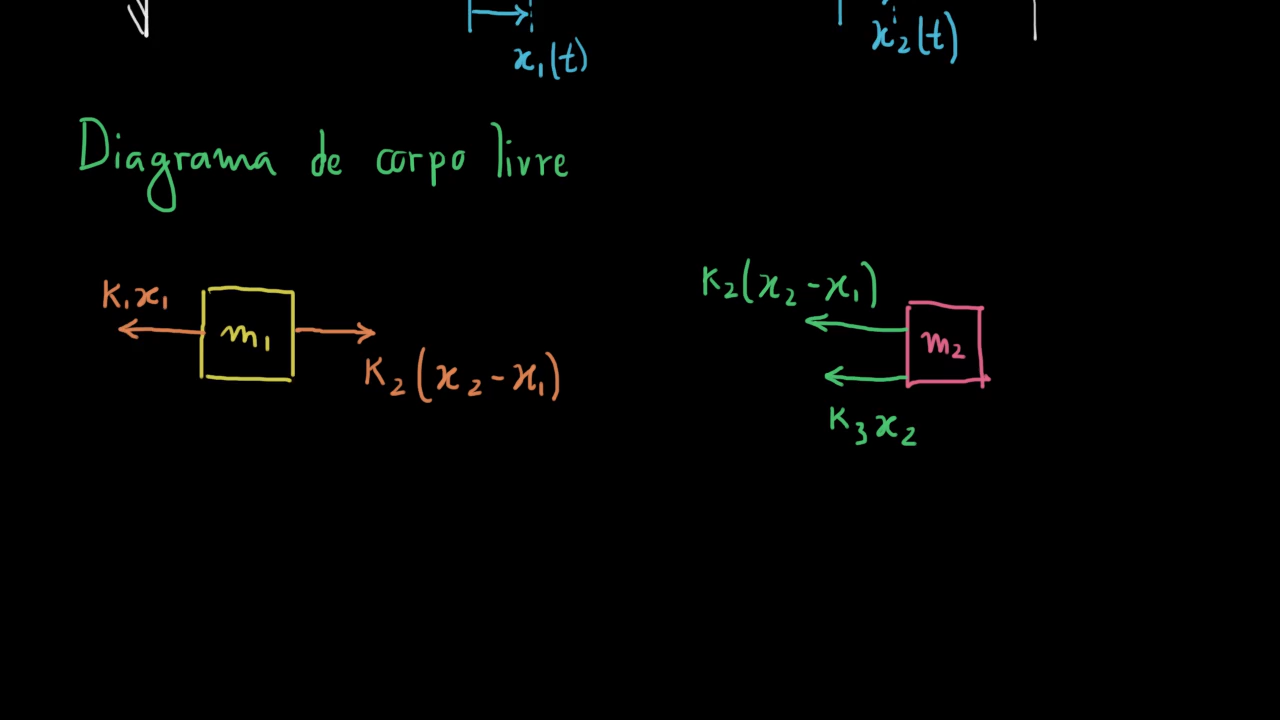 x₁(t) x₂(t)
Diagrama de corpo livre
K₂(x₂-x₁)
K₁x₁
m₁ m₂
K₂(x₂-x₁)
K₃x₂